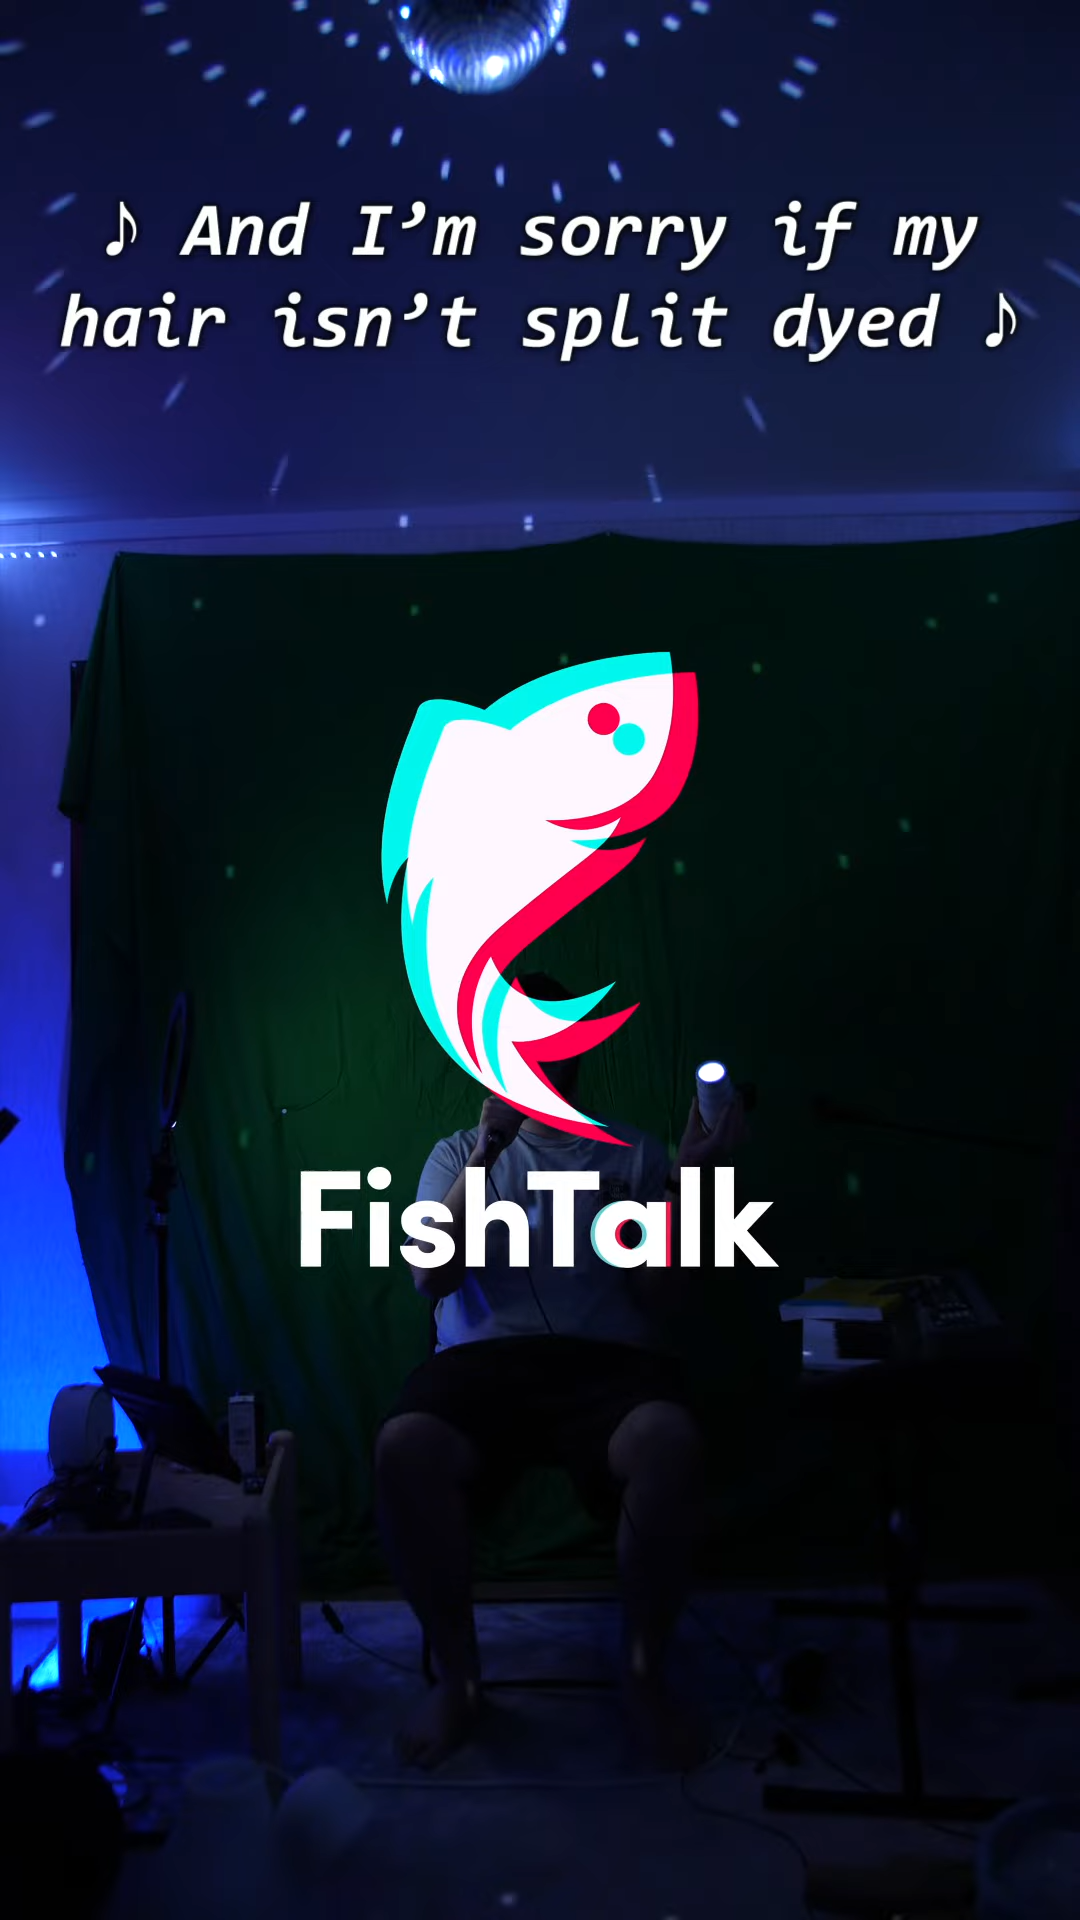 ♪ And I’m sorry if my
hair isn’t split dyed ♪
FishTalk